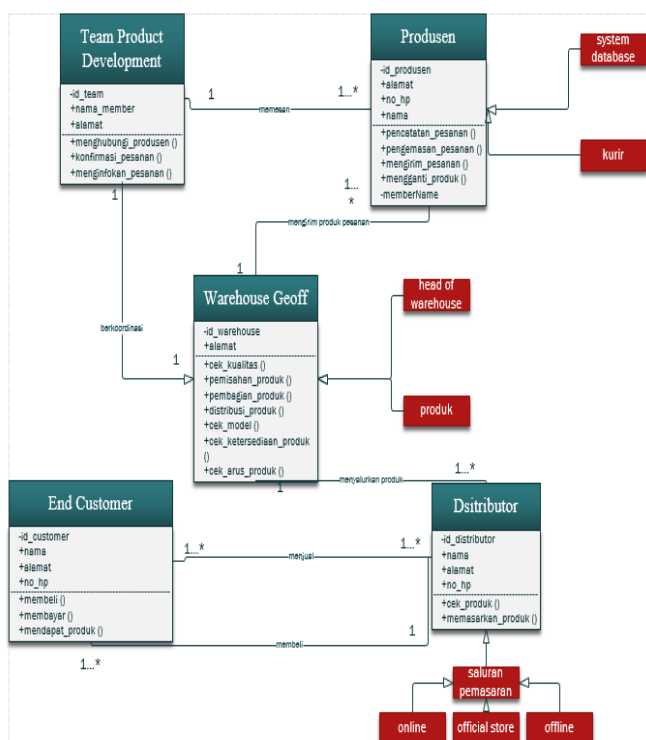 Team Product
Development
-id_team
+nama_member
+alamat
+menghubungi_produsen ()
+konfirmasi_pesanan ()
+menginfokan_pesanan ()
1
memesan
1...*
Produsen
-id_produsen
+alamat
+no_hp
+nama
+pencatatan_pesanan ()
+pengemasan_pesanan ()
+mengirim_pesanan ()
+mengganti_produk ()
-memberName
system
database
kurir
1
1...
*
mengirim produk pesanan
1
berkoordinasi
1
Warehouse Geoff
-id_warehouse
+alamat
+cek_kualitas ()
+pemisahan_produk ()
+pembagian_produk ()
+distribusi_produk ()
+cek_model ()
+cek_ketersediaan_produk
()
+cek_arus_produk ()
head of
warehouse
produk
1
menyalurkan produk
1...*
End Customer
-id_customer
+nama
+alamat
+no_hp
+membeli ()
+membayar ()
+mendapat_produk ()
1...*
menjual
1...*
1...*
membeli
1
Dsitributor
-id_distributor
+nama
+alamat
+no_hp
+cek_produk ()
+memasarkan_produk ()
saluran
pemasaran
online
official store
offline